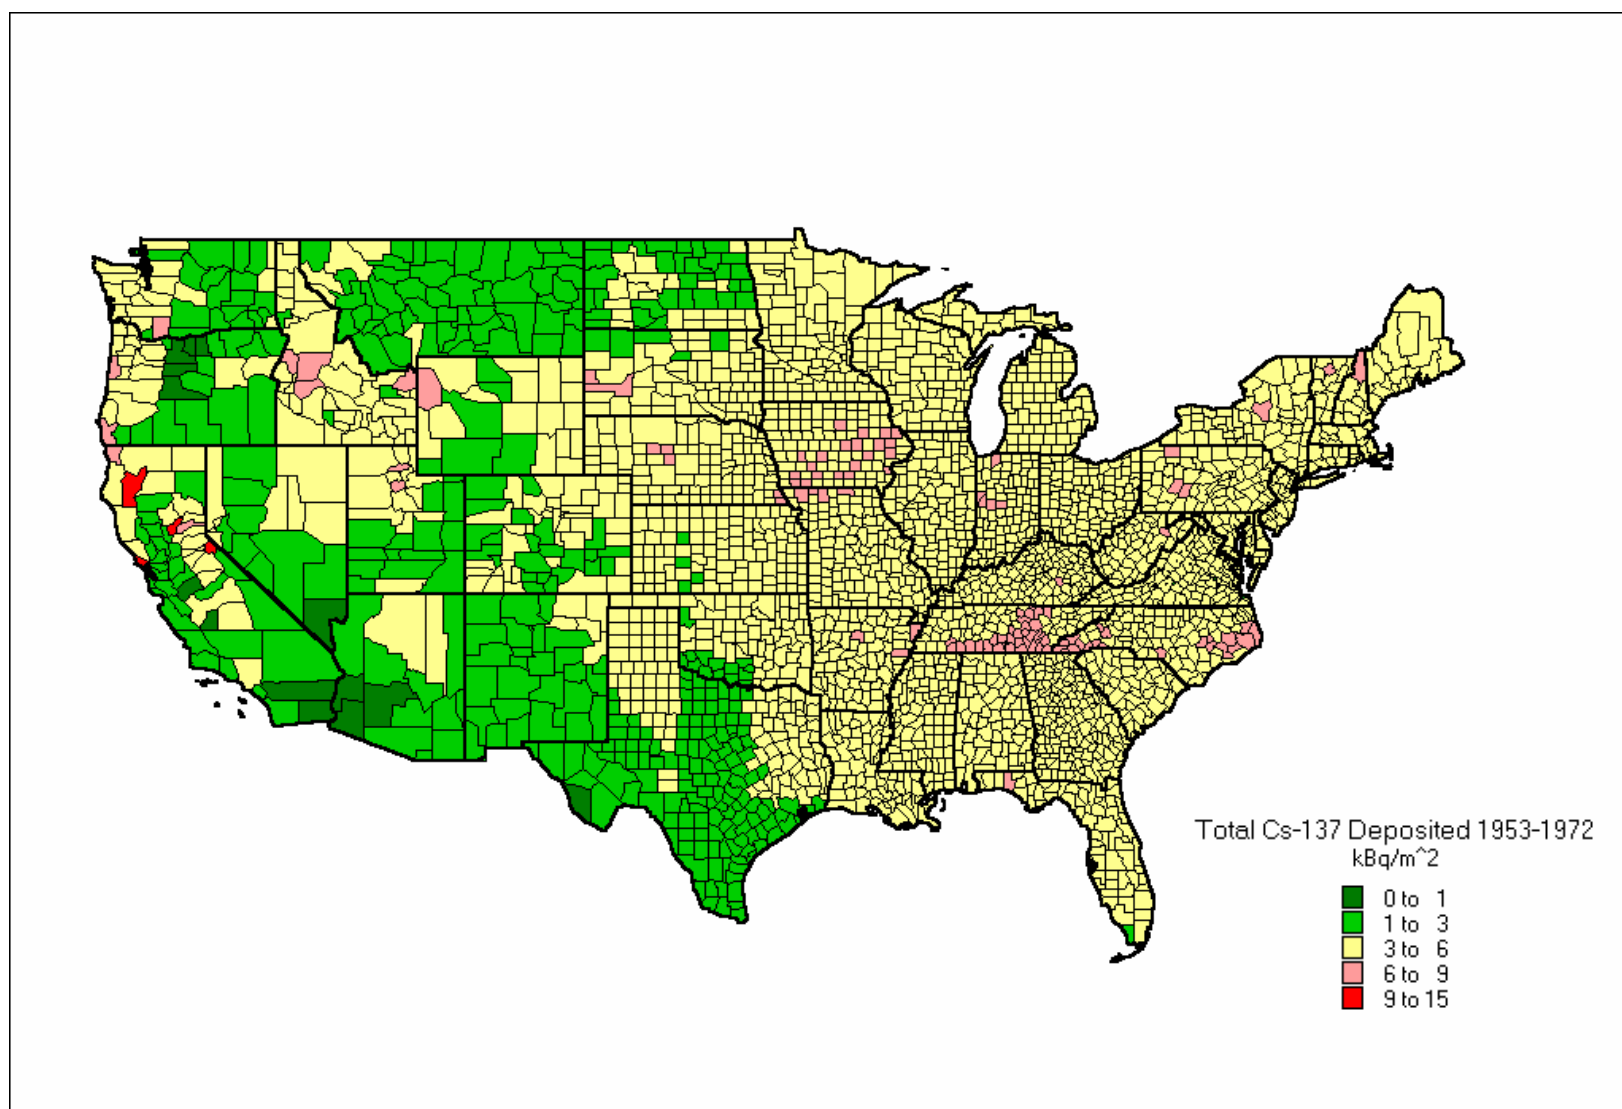 Total Cs-137 Deposited 1953-1972
kBq/m^2
0 to 1
1 to 3
3 to 6
6 to 9
9 to 15